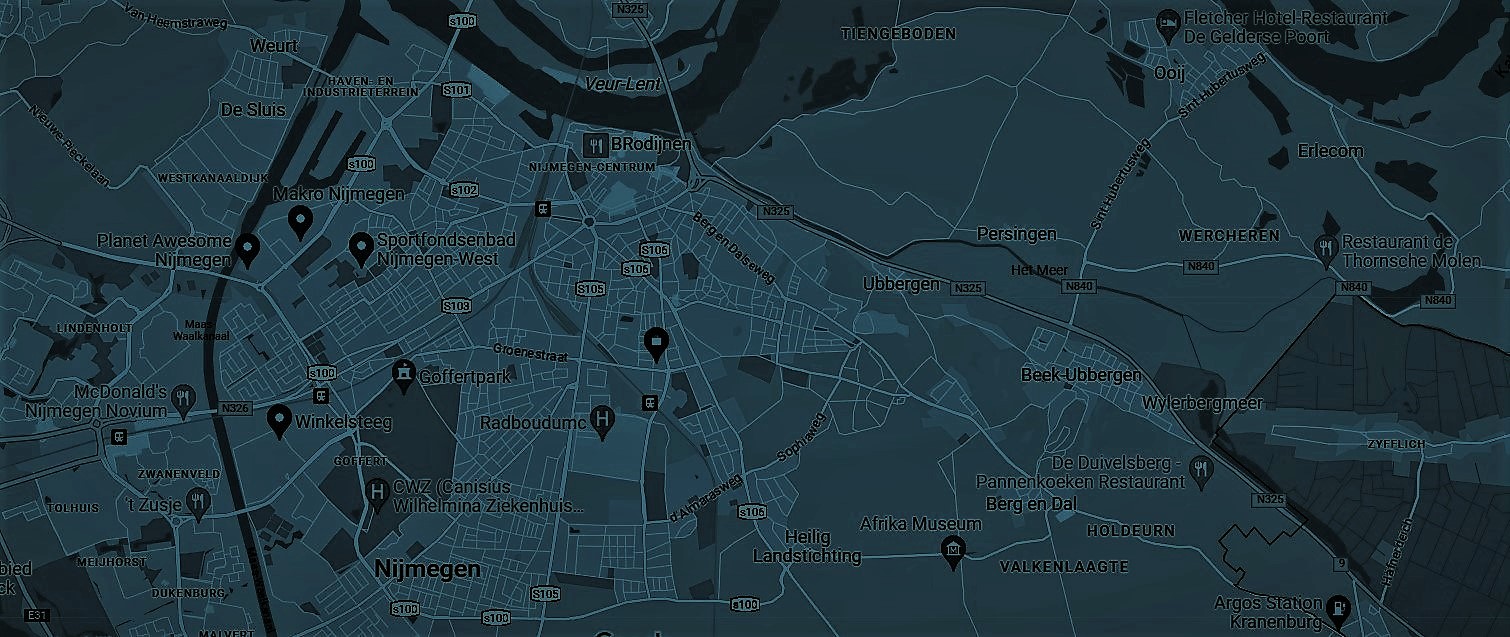 N325
s100
Van-Heemstraweg
Fletcher Hotel-Restaurant
De Gelderse Poort
TIENGEBODEN
Weurt
Ooij
HAVEN- EN
INDUSTRIETERREIN
s101
Veur-Lent
Sint Hubertusweg
De Sluis
Nieuwe-Pieckelaan
BRodijnen
NIJMEGEN-CENTRUM
Erlecom
s100
WESTKANAALDIJK
s102
Makro Nijmegen
Sint Hubertusweg
N325
Berg en Dalseweg
Planet Awesome
Nijmegen
Sportfondsenbad
Nijmegen-West
Persingen
WERCHEREN
Restaurant de
Thornsche Molen
s106
s106
Het Meer
N840
s105
Ubbergen
N325
N840
N840
N840
s103
LINDENHOLT
Maas
Waalkanaal
Groenestraat
s100
Goffertpark
Beek-Ubbergen
McDonald's
Nijmegen Novium
N326
Winkelsteeg
Radboudumc
Wylerbergmeer
Sophiaweg
ZYFFLICH
GOFFERT
ZWANENVELD
De Duivelsberg -
Pannenkoeken Restaurant
TOLHUIS
't Zusje
CWZ (Canisius
Wilhelmina Ziekenhuis...
d'Almarasweg
s106
Berg en Dal
N325
Afrika Museum
HOLDEURN
Heilig
Landstichting
Häfnerdeich
MEIJHORST
Nijmegen
VALKENLAAGTE
9
DUKENBURG
s105
s100
s100
s100
Argos Station
Kranenburg
E31
MALVERT